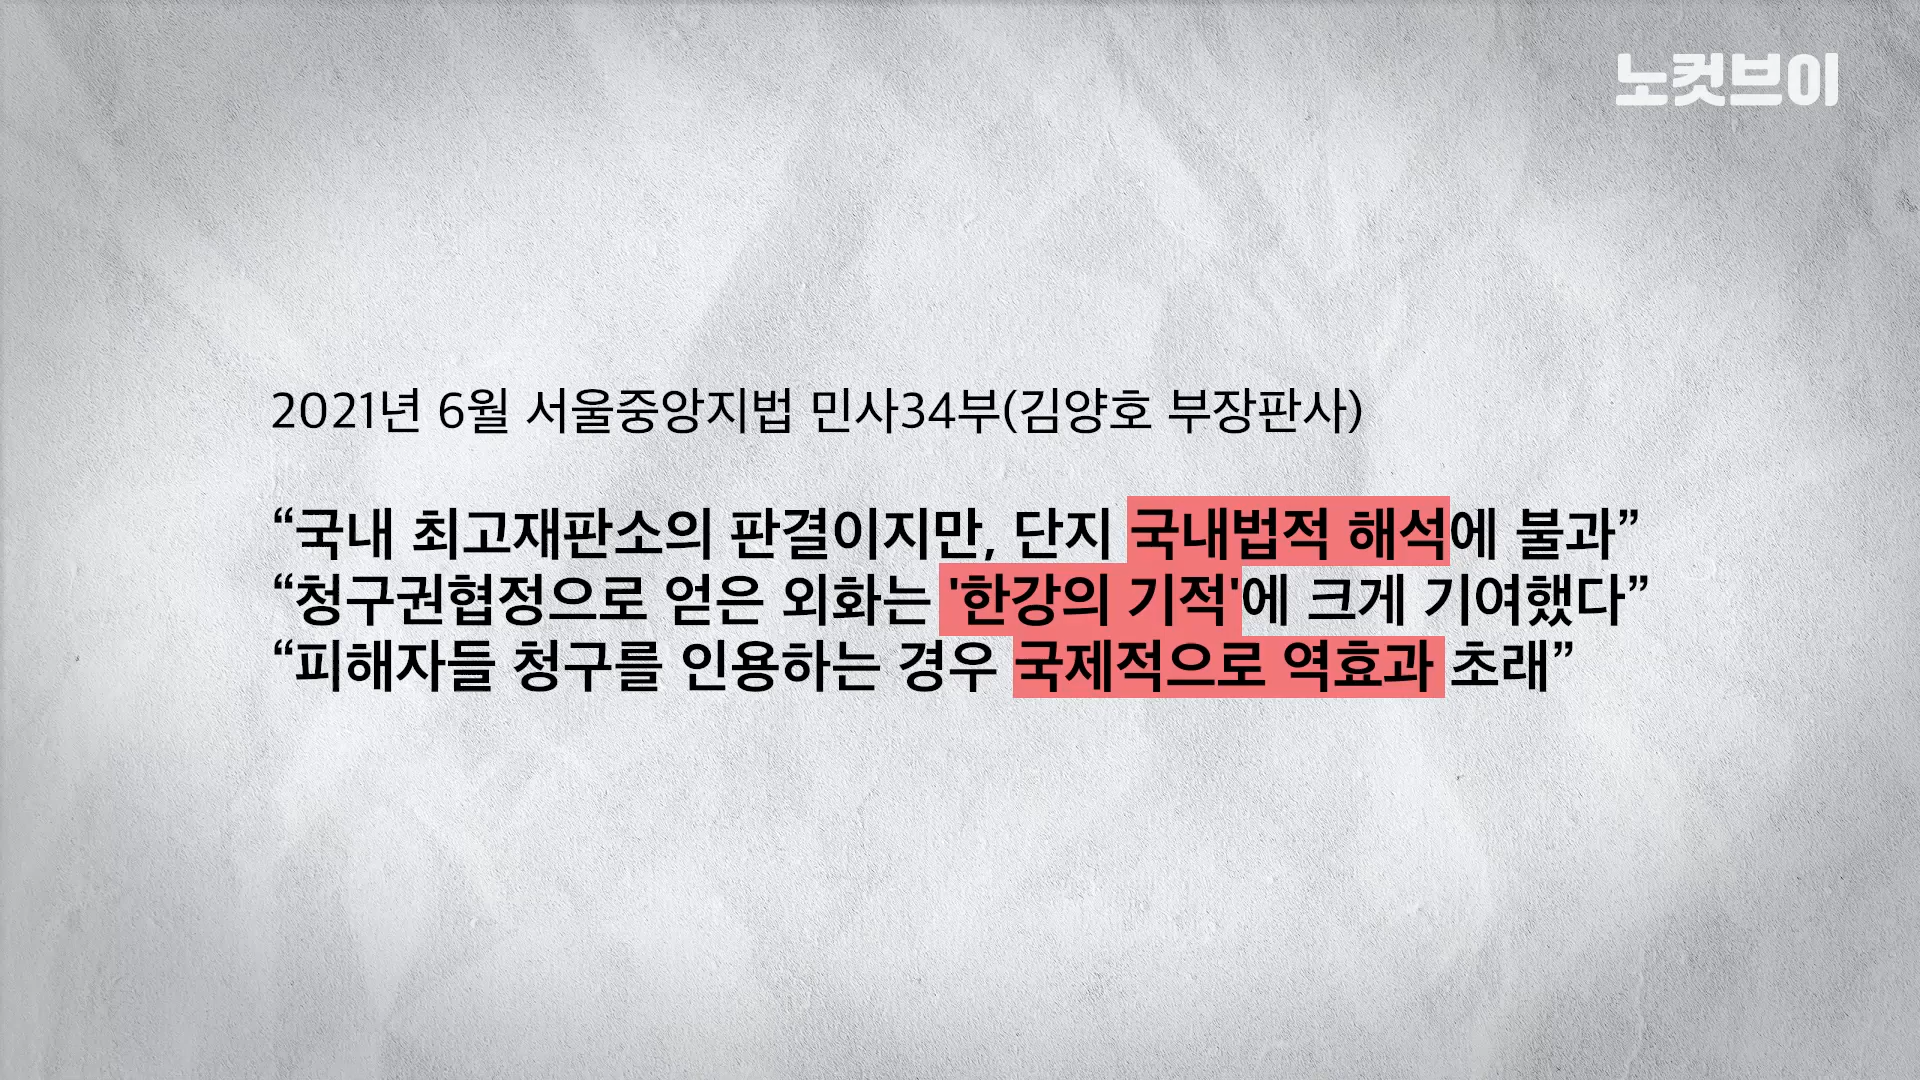 노컷브이
2021년 6월 서울중앙지법 민사34부(김양호 부장판사)
“국내 최고재판소의 판결이지만, 단지 국내법적 해석에 불과”
“청구권협정으로 얻은 외화는 '한강의 기적'에 크게 기여했다”
“피해자들 청구를 인용하는 경우 국제적으로 역효과 초래”